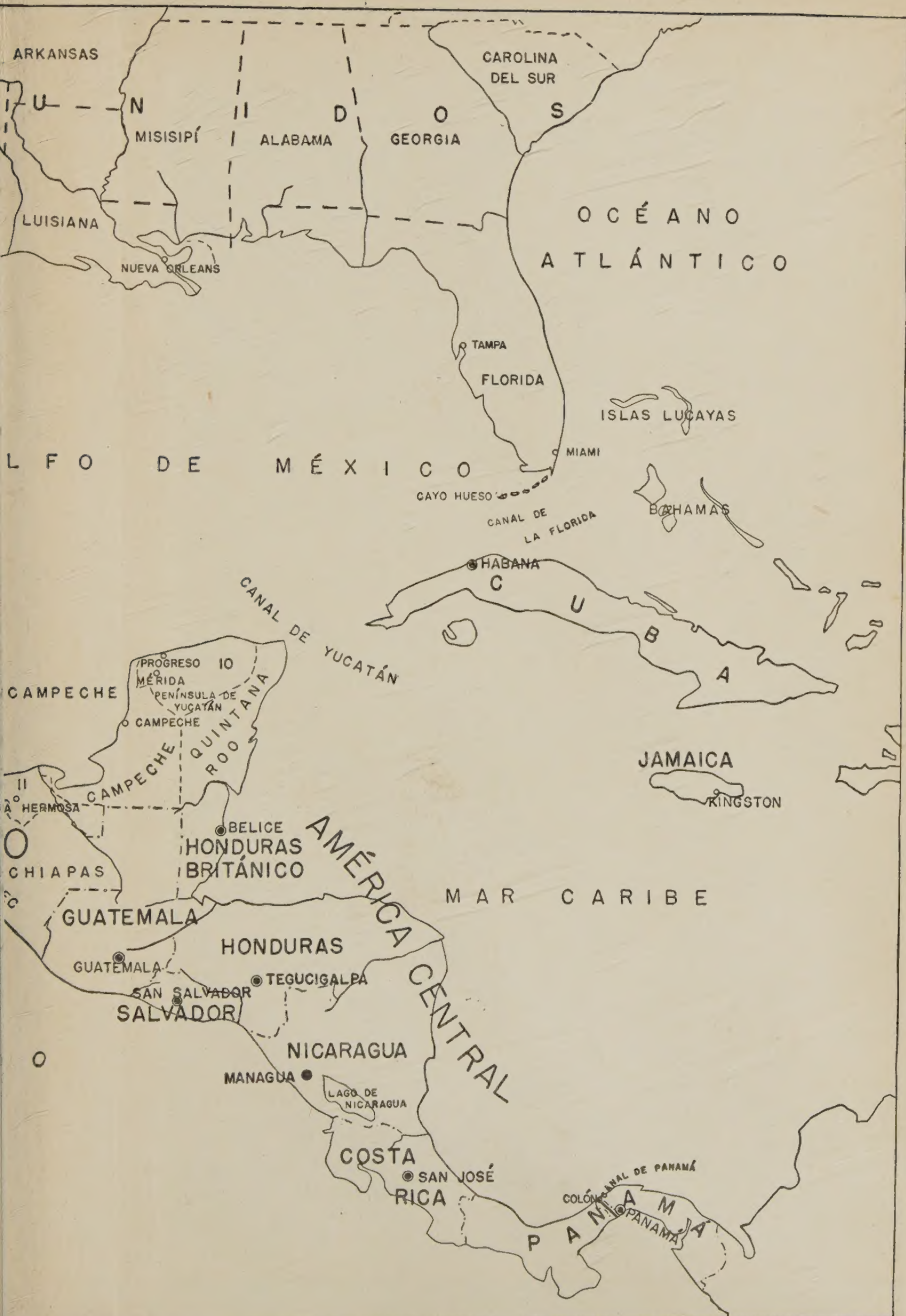 ARKANSAS
CAROLINA
DEL SUR
U N I D O S
MISISIPÍ
ALABAMA
GEORGIA
LUISIANA
OCÉANO
ATLÁNTICO
NUEVA ORLEANS
TAMPA
FLORIDA
ISLAS LUCAYAS
MIAMI
LFO DE MÉXICO
CAYO HUESO
BAHAMAS
CANAL DE
LA FLORIDA
HABANA
CUBA
CANAL DE YUCATÁN
PROGRESO
10
MÉRIDA
PENÍNSULA DE
YUCATÁN
CAMPECHE
CAMPECHE
QUINTANA
ROO
CAMPECHE
JAMAICA
KINGSTON
11
A HERMOSA
O
BELICE
HONDURAS
BRITÁNICO
CHIAPAS
AMÉRICA CENTRAL
MAR CARIBE
GUATEMALA
HONDURAS
GUATEMALA
TEGUCIGALPA
SAN SALVADOR
SALVADOR
NICARAGUA
O
MANAGUA
LAGO DE
NICARAGUA
COSTA
RICA
SAN JOSÉ
CANAL DE PANAMÁ
COLÓN
PANAMÁ
PANAMÁ